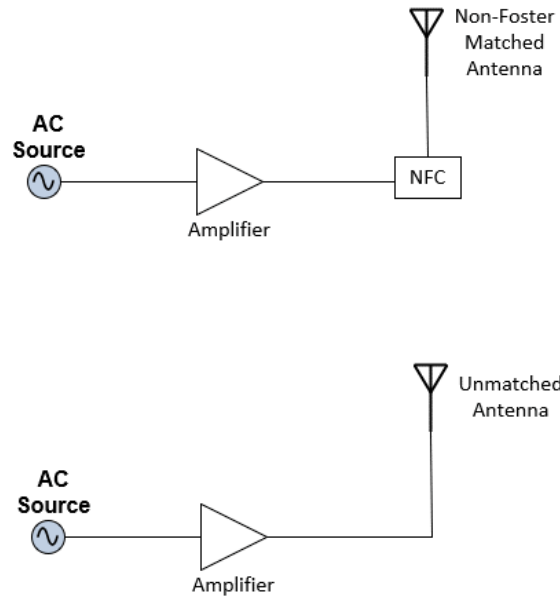 Non-Foster
Matched
Antenna
AC
Source
NFC
Amplifier
Unmatched
Antenna
AC
Source
Amplifier